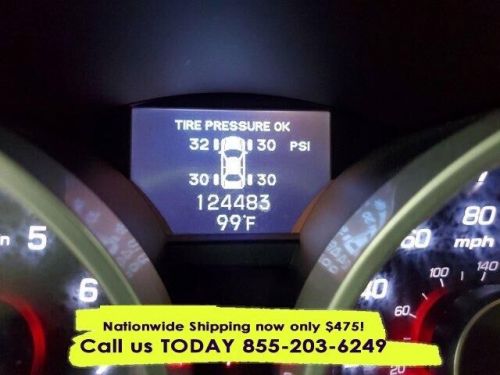 TIRE PRESSURE OK
32 30 PSI
30 30
124483
99°F
5
6
40
60
80
mph
20
60
100
140
Nationwide Shipping now only $475!
Call us TODAY 855-203-6249